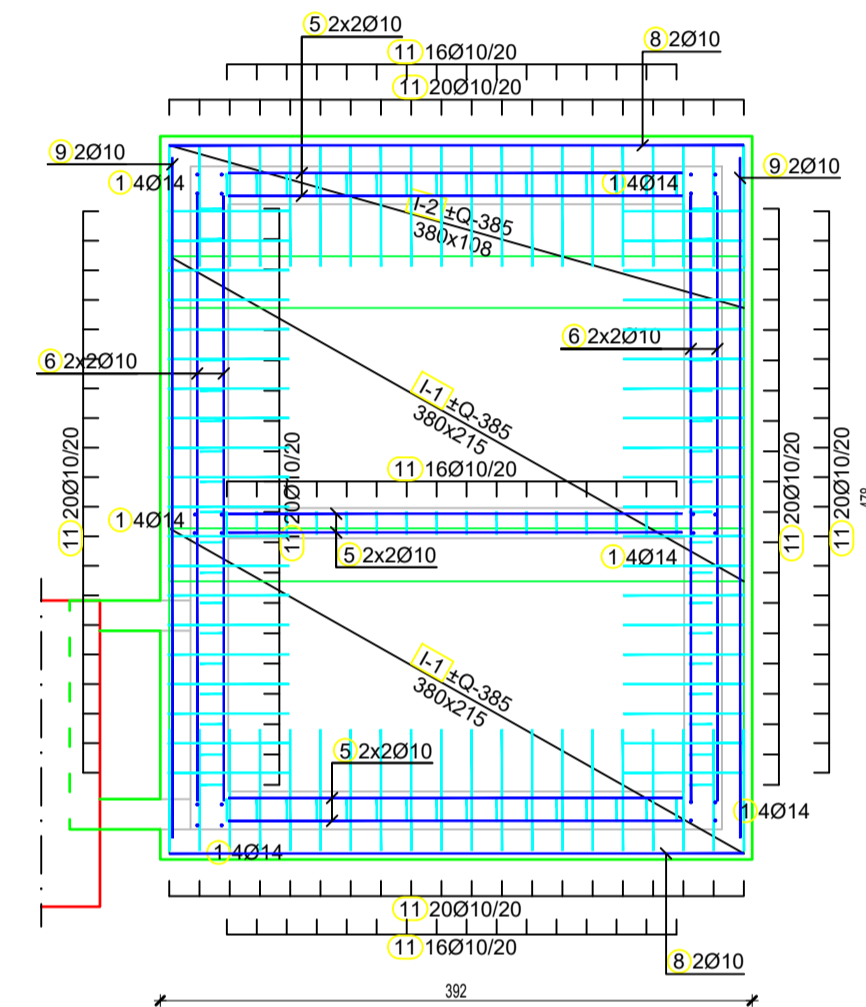 5 2x2Ø10
11 16Ø10/20
8 2Ø10
11 20Ø10/20
9 2Ø10
9 2Ø10
1 4Ø14
1 4Ø14
I-2 ±Q-385
380x108
6 2x2Ø10
6 2x2Ø10
I-1 ±Q-385
380x215
11 20Ø10/20
11 20Ø10/20
11 16Ø10/20
11 20Ø10/20
11 20Ø10/20
478
1 4Ø14
5 2x2Ø10
1 4Ø14
I-1 ±Q-385
380x215
5 2x2Ø10
1 4Ø14
1 4Ø14
11 20Ø10/20
11 16Ø10/20
8 2Ø10
392